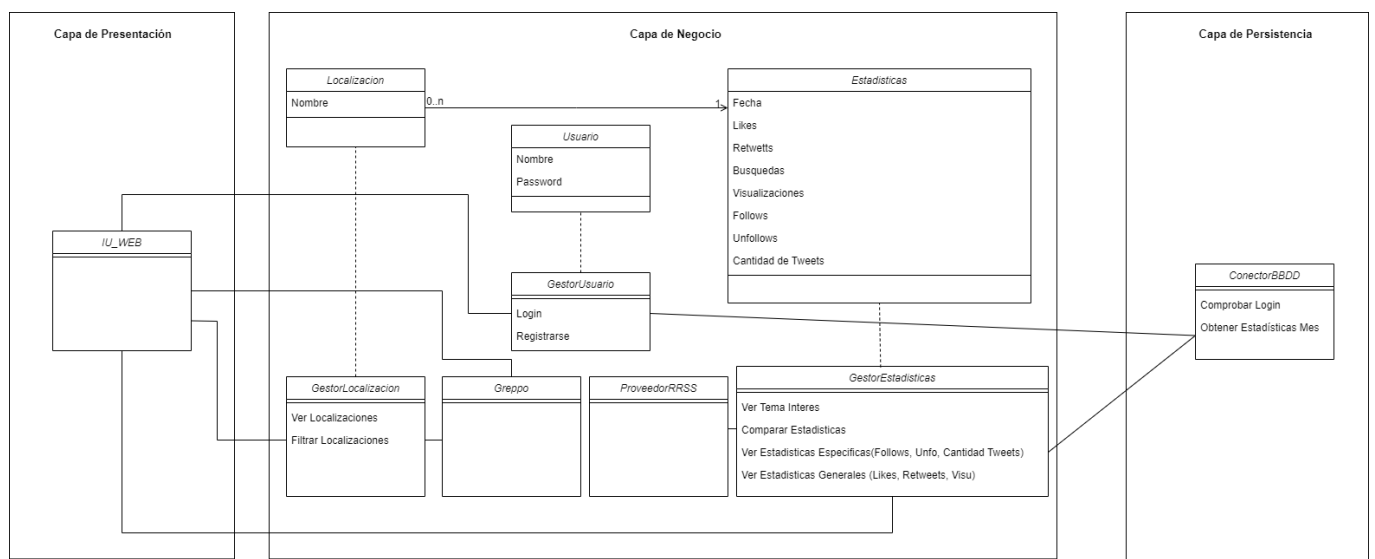 Capa de Presentación
Capa de Negocio
Capa de Persistencia
Localizacion
Nombre
0..n
1
Estadisticas
Fecha
Likes
Retwetts
Busquedas
Visualizaciones
Follows
Unfollows
Cantidad de Tweets
Usuario
Nombre
Password
IU_WEB
GestorUsuario
Login
Registrarse
ConectorBBDD
Comprobar Login
Obtener Estadísticas Mes
GestorLocalizacion
Ver Localizaciones
Filtrar Localizaciones
Greppo
ProveedorRRSS
GestorEstadisticas
Ver Tema Interes
Comparar Estadisticas
Ver Estadisticas Especificas(Follows, Unfo, Cantidad Tweets)
Ver Estadisticas Generales (Likes, Retweets, Visu)